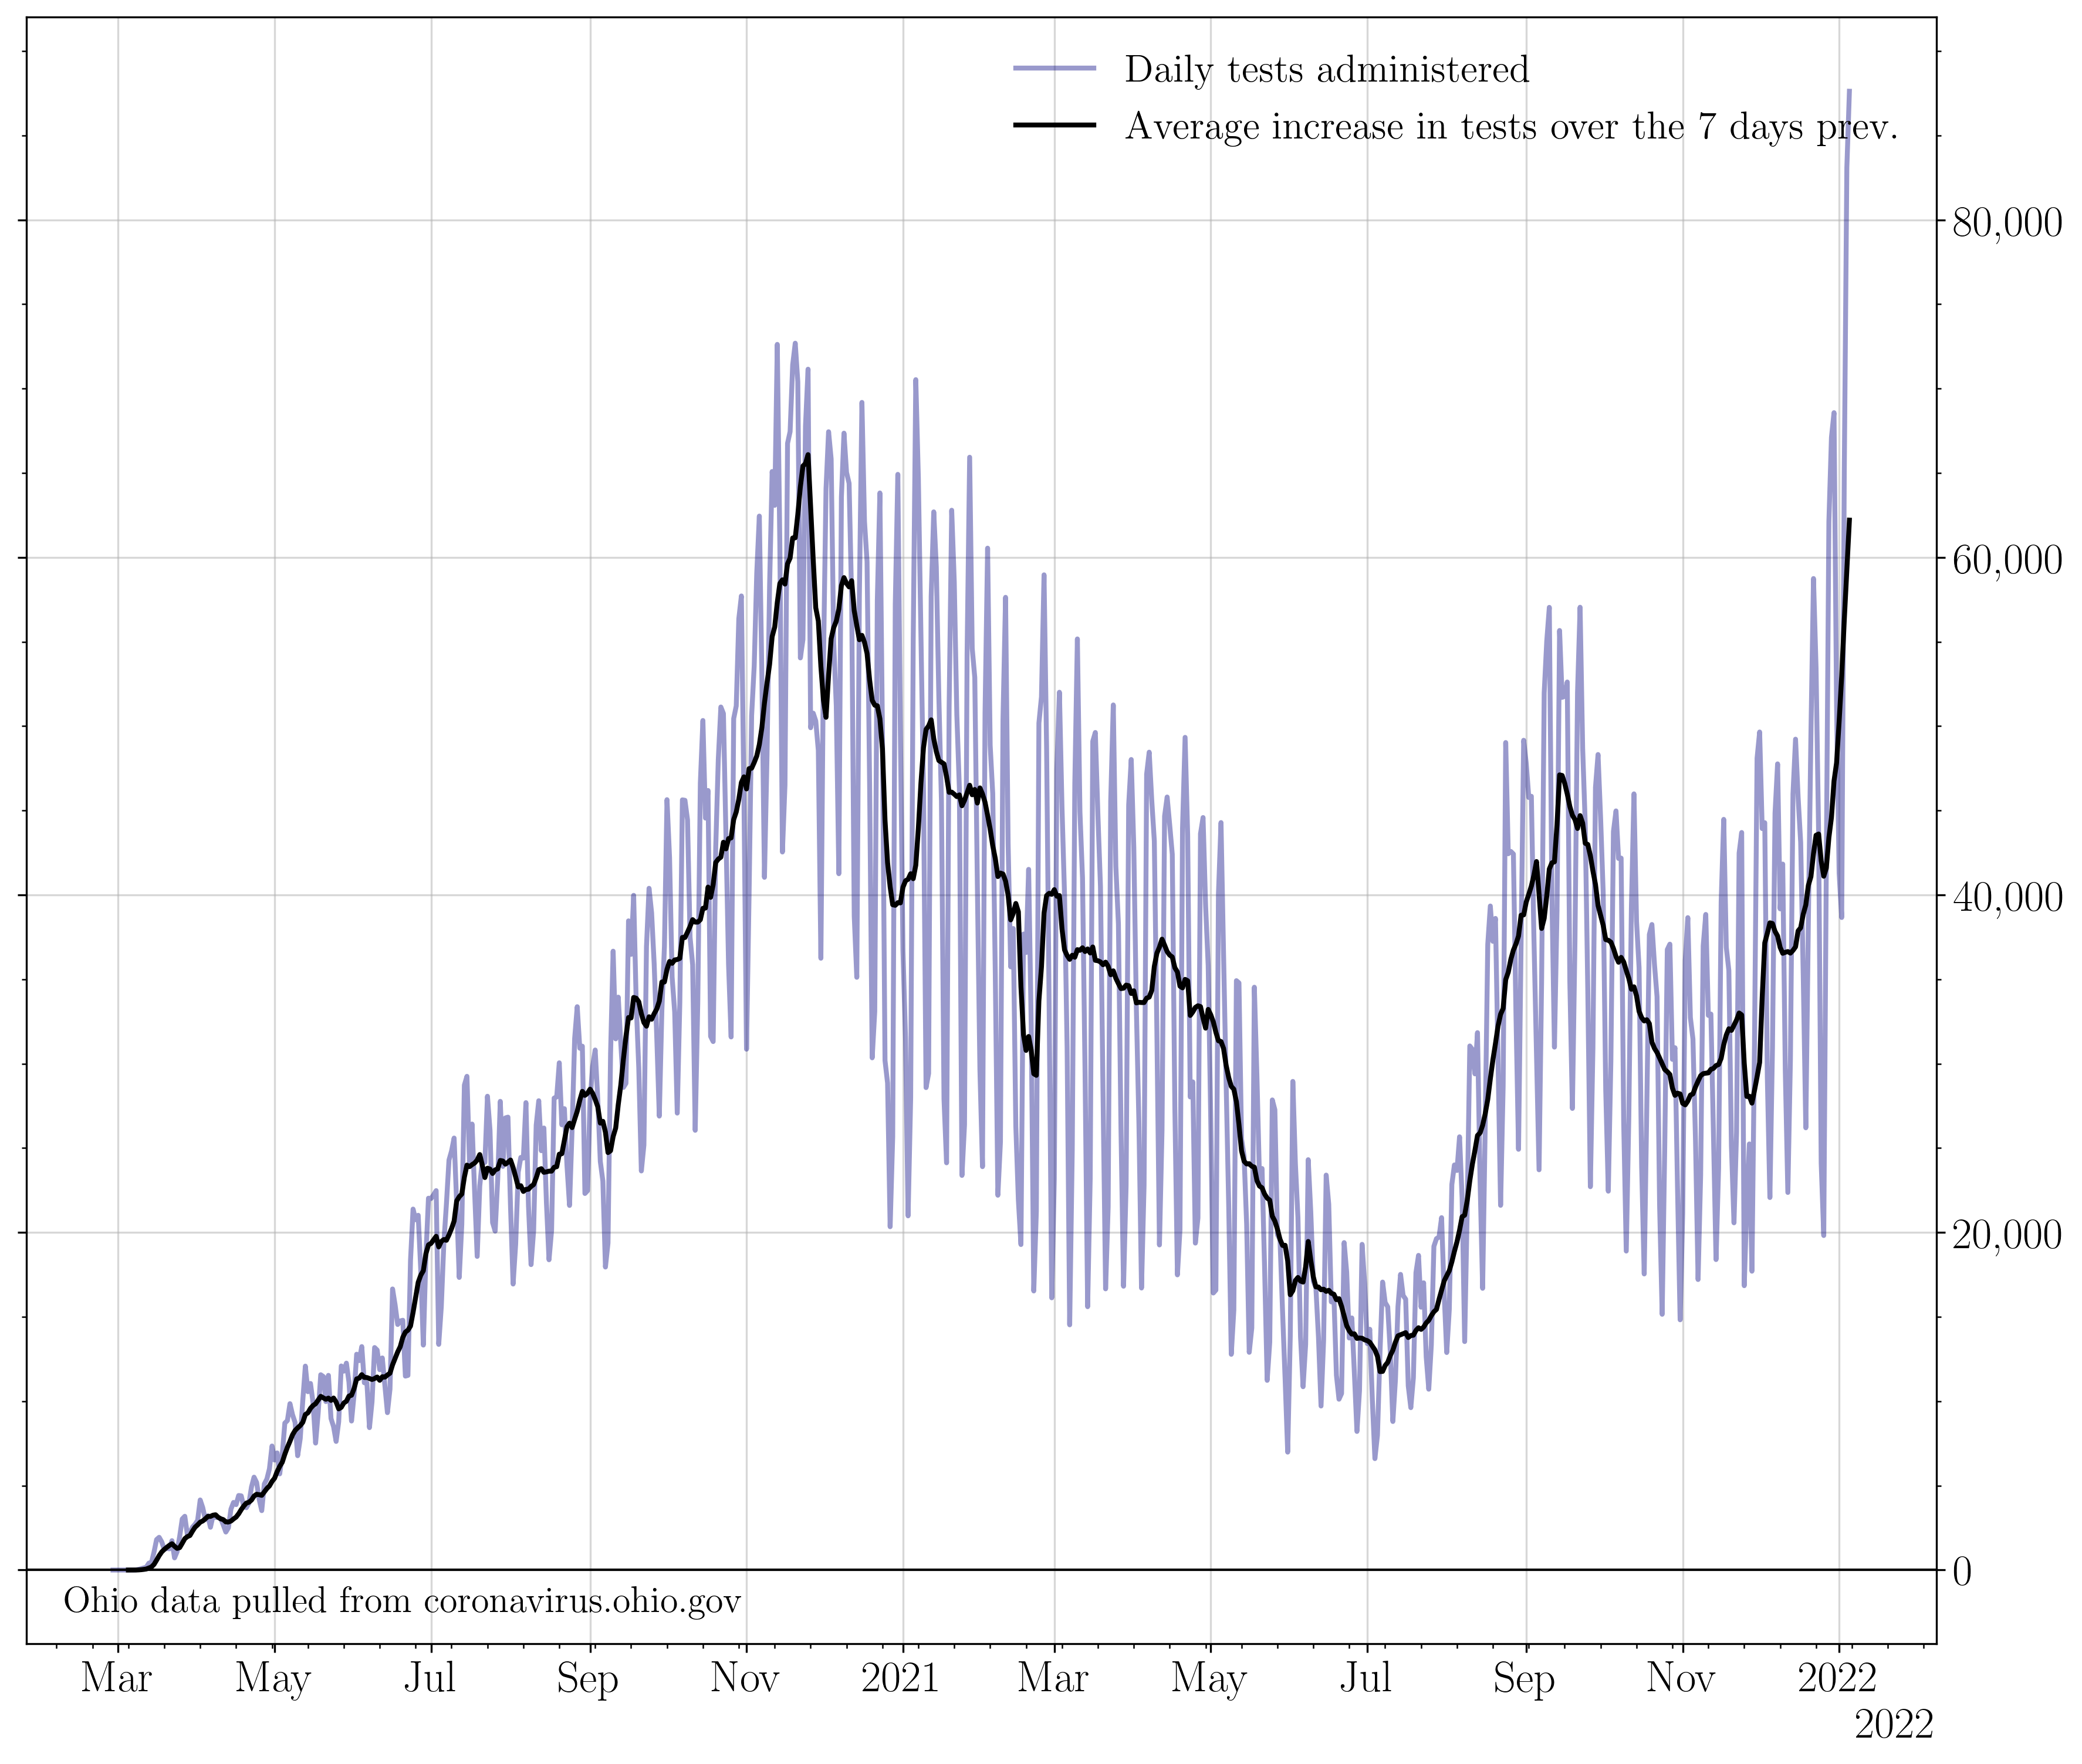 Daily tests administered
Average increase in tests over the 7 days prev.
80,000
60,000
40,000
20,000
0
Ohio data pulled from coronavirus.ohio.gov
Mar May Jul Sep Nov 2021 Mar May Jul Sep Nov 2022
2022